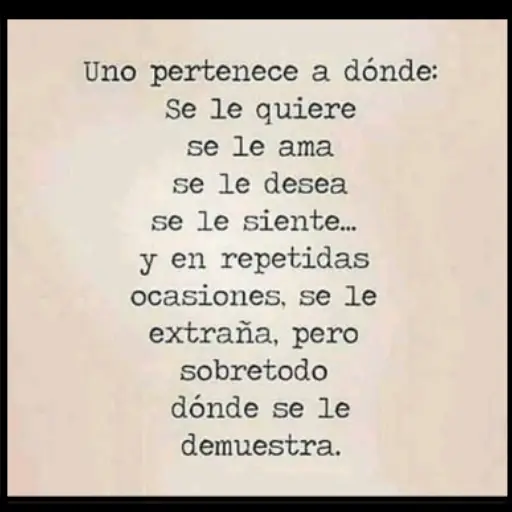 Uno pertenece a dónde:
Se le quiere
se le ama
se le desea
se le siente...
y en repetidas
ocasiones, se le
extraña, pero
sobretodo
dónde se le
demuestra.